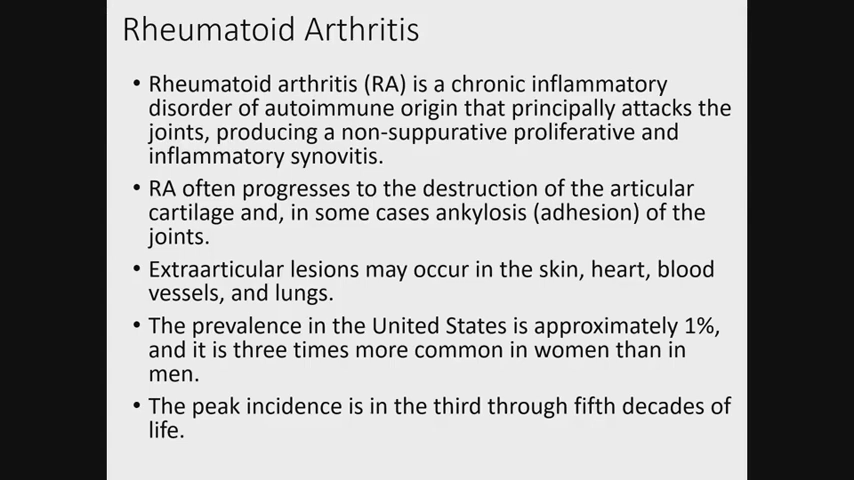 Rheumatoid Arthritis
• Rheumatoid arthritis (RA) is a chronic inflammatory
disorder of autoimmune origin that principally attacks the
joints, producing a non-suppurative proliferative and
inflammatory synovitis.
• RA often progresses to the destruction of the articular
cartilage and, in some cases ankylosis (adhesion) of the
joints.
• Extraarticular lesions may occur in the skin, heart, blood
vessels, and lungs.
• The prevalence in the United States is approximately 1%,
and it is three times more common in women than in
men.
• The peak incidence is in the third through fifth decades of
life.